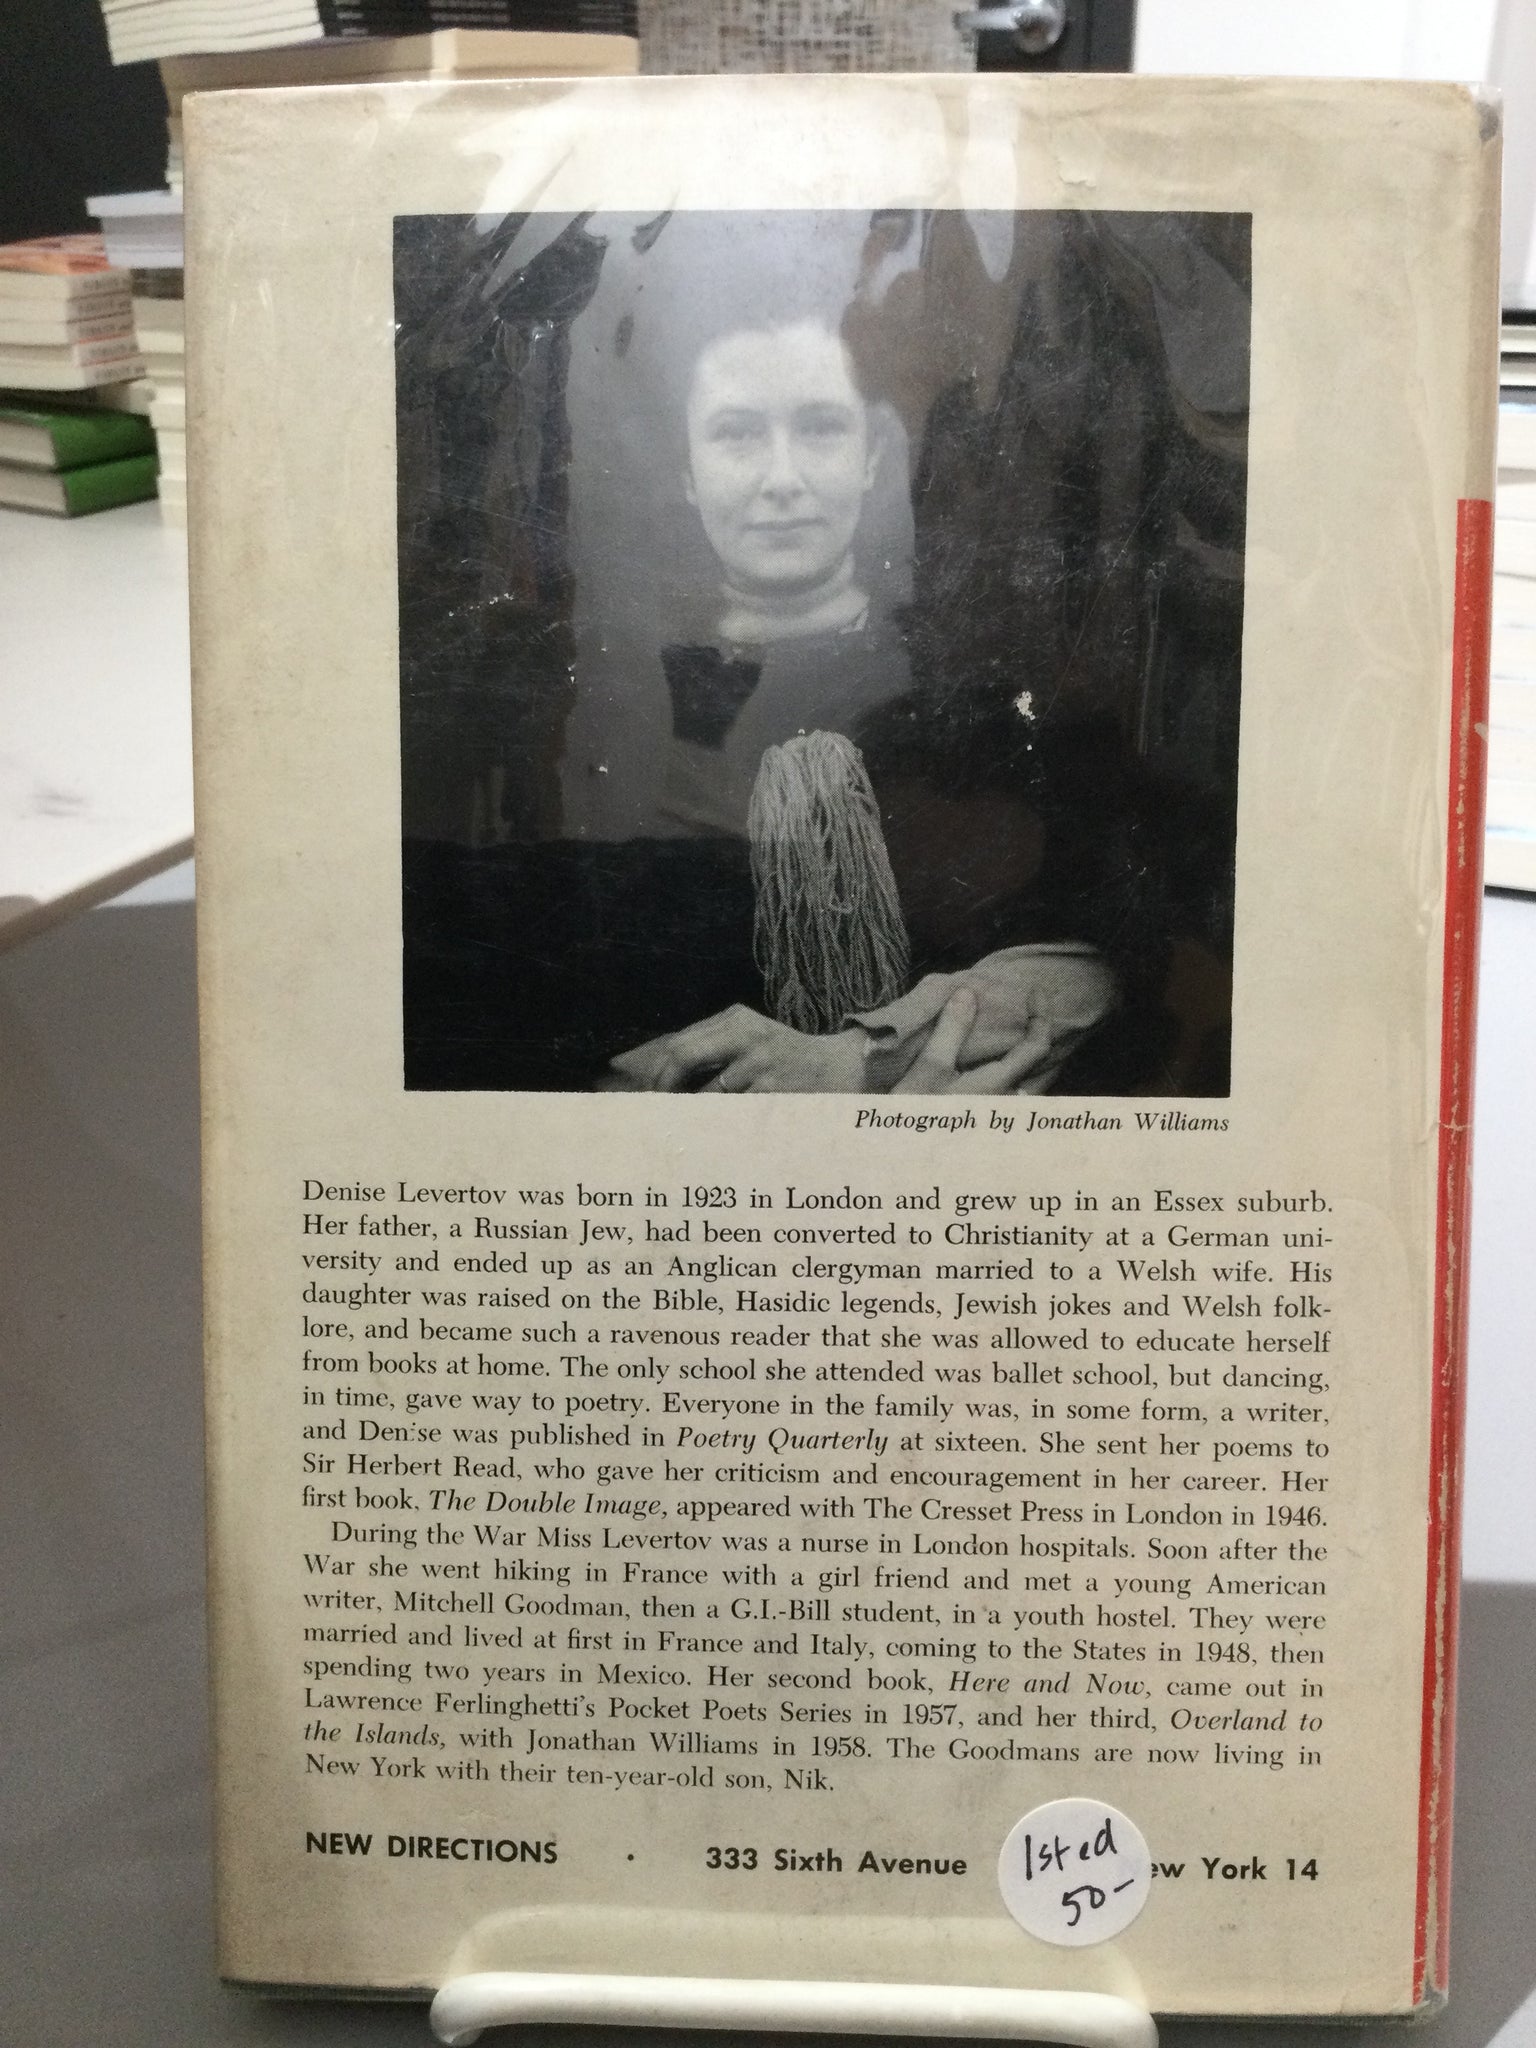 Photograph by Jonathan Williams
Denise Levertov was born in 1923 in London and grew up in an Essex suburb.
Her father, a Russian Jew, had been converted to Christianity at a German uni-
versity and ended up as an Anglican clergyman married to a Welsh wife. His
daughter was raised on the Bible, Hasidic legends, Jewish jokes and Welsh folk-
lore, and became such a ravenous reader that she was allowed to educate herself
from books at home. The only school she attended was ballet school, but dancing,
in time, gave way to poetry. Everyone in the family was, in some form, a writer,
and Denise was published in Poetry Quarterly at sixteen. She sent her poems to
Sir Herbert Read, who gave her criticism and encouragement in her career. Her
first book, The Double Image, appeared with The Cresset Press in London in 1946.
During the War Miss Levertov was a nurse in London hospitals. Soon after the
War she went hiking in France with a girl friend and met a young American
writer, Mitchell Goodman, then a G.I.-Bill student, in a youth hostel. They were
married and lived at first in France and Italy, coming to the States in 1948, then
spending two years in Mexico. Her second book, Here and Now, came out in
Lawrence Ferlinghetti's Pocket Poets Series in 1957, and her third, Overland to
the Islands, with Jonathan Williams in 1958. The Goodmans are now living in
New York with their ten-year-old son, Nik.
NEW DIRECTIONS · 333 Sixth Avenue ew York 14
1st ed
50-